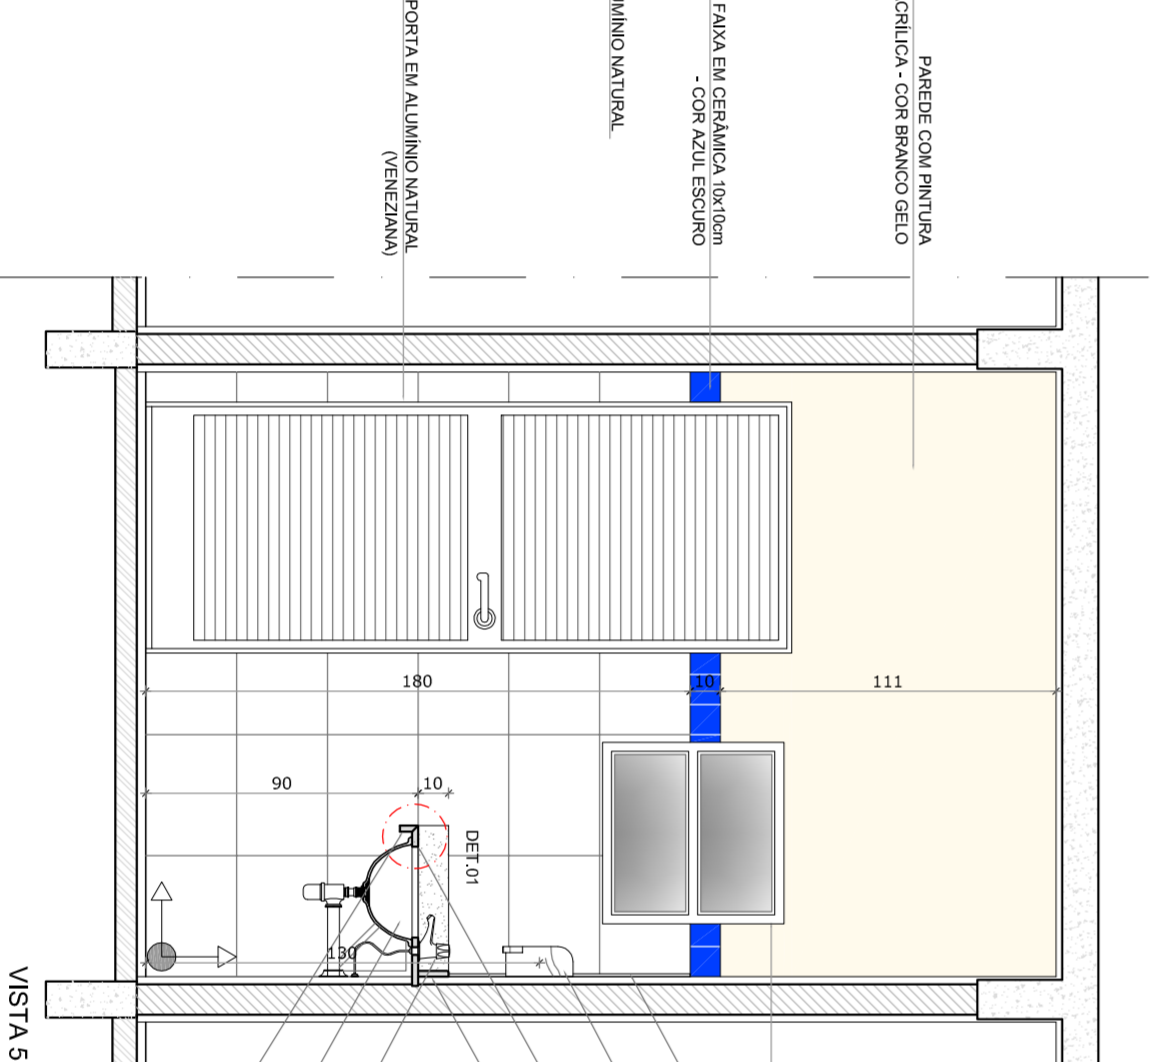 PAREDE COM PINTURA
CRÍLICA - COR BRANCO GELO
FAIXA EM CERÂMICA 10x10cm
- COR AZUL ESCURO
MÍNIO NATURAL
PORTA EM ALUMÍNIO NATURAL
(VENEZIANA)
180
10
111
90
10
DET.01
130
VISTA 5